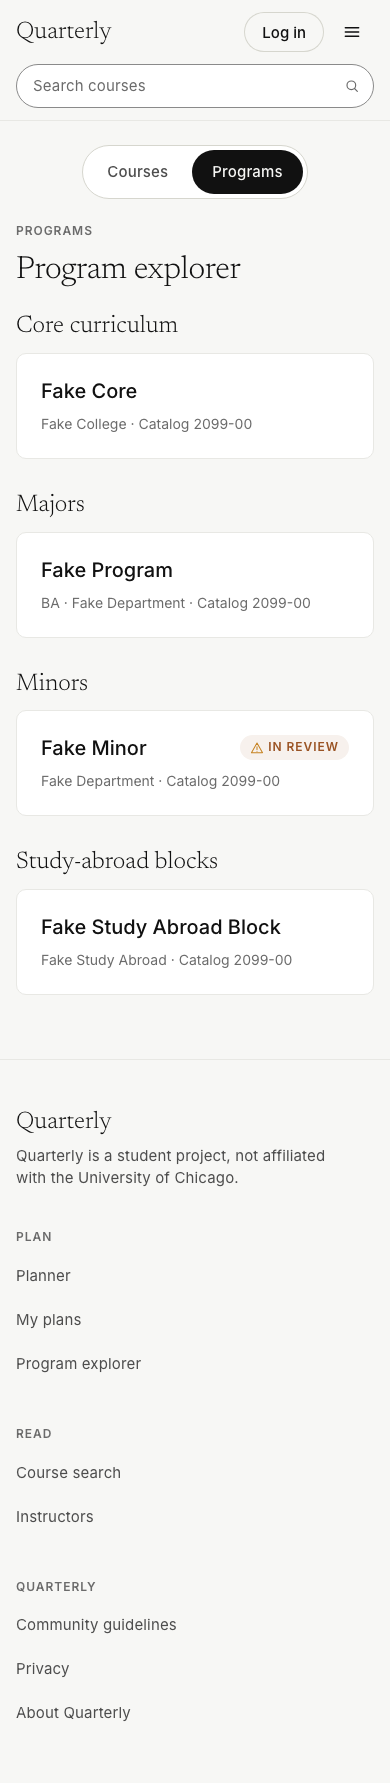 Quarterly
Log in
Search courses
Courses
Programs
PROGRAMS
Program explorer
Core curriculum
Fake Core
Fake College · Catalog 2099-00
Majors
Fake Program
BA · Fake Department · Catalog 2099-00
Minors
Fake Minor
IN REVIEW
Fake Department · Catalog 2099-00
Study-abroad blocks
Fake Study Abroad Block
Fake Study Abroad · Catalog 2099-00
Quarterly
Quarterly is a student project, not affiliated
with the University of Chicago.
PLAN
Planner
My plans
Program explorer
READ
Course search
Instructors
QUARTERLY
Community guidelines
Privacy
About Quarterly